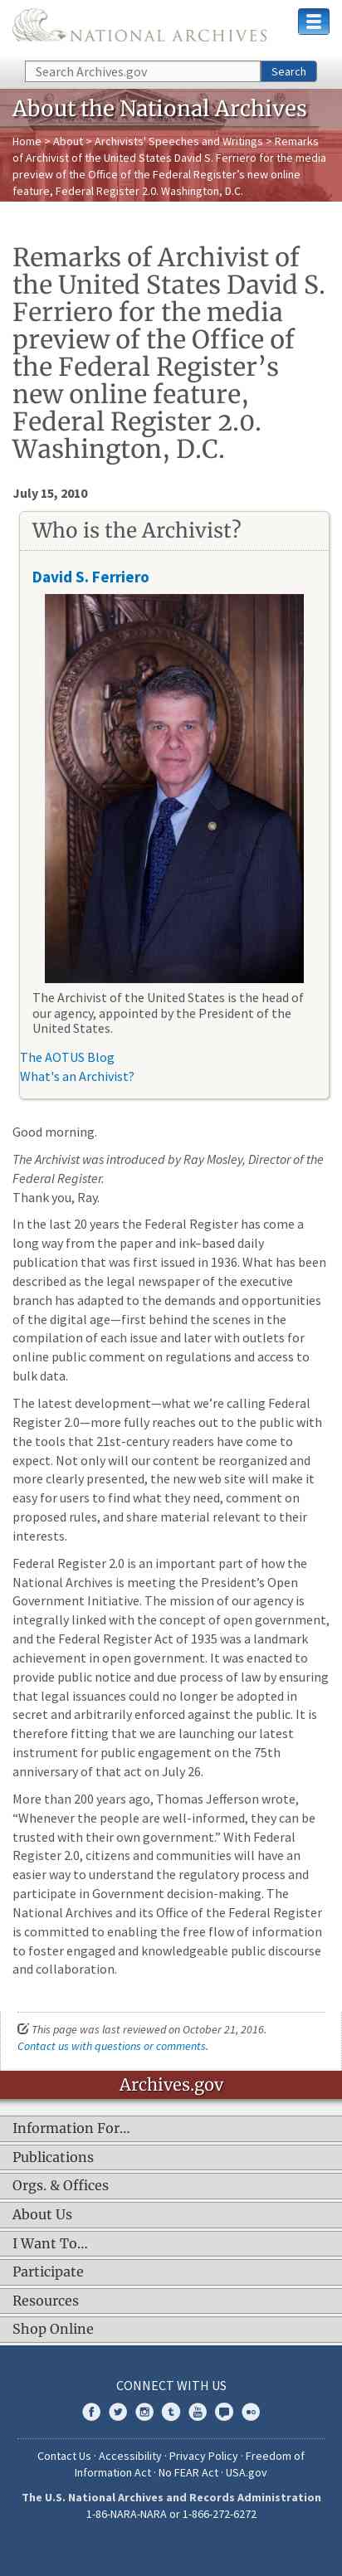 NATIONAL ARCHIVES
Search Archives.gov
Search
About the National Archives
Home > About > Archivists' Speeches and Writings > Remarks
of Archivist of the United States David S. Ferriero for the media
preview of the Office of the Federal Register’s new online
feature, Federal Register 2.0. Washington, D.C.
Remarks of Archivist of
the United States David S.
Ferriero for the media
preview of the Office of
the Federal Register’s
new online feature,
Federal Register 2.0.
Washington, D.C.
July 15, 2010
Who is the Archivist?
David S. Ferriero
The Archivist of the United States is the head of
our agency, appointed by the President of the
United States.
The AOTUS Blog
What's an Archivist?
Good morning.
The Archivist was introduced by Ray Mosley, Director of the
Federal Register.
Thank you, Ray.
In the last 20 years the Federal Register has come a
long way from the paper and ink–based daily
publication that was first issued in 1936. What has been
described as the legal newspaper of the executive
branch has adapted to the demands and opportunities
of the digital age—first behind the scenes in the
compilation of each issue and later with outlets for
online public comment on regulations and access to
bulk data.
The latest development—what we’re calling Federal
Register 2.0—more fully reaches out to the public with
the tools that 21st-century readers have come to
expect. Not only will our content be reorganized and
more clearly presented, the new web site will make it
easy for users to find what they need, comment on
proposed rules, and share material relevant to their
interests.
Federal Register 2.0 is an important part of how the
National Archives is meeting the President’s Open
Government Initiative. The mission of our agency is
integrally linked with the concept of open government,
and the Federal Register Act of 1935 was a landmark
achievement in open government. It was enacted to
provide public notice and due process of law by ensuring
that legal issuances could no longer be adopted in
secret and arbitrarily enforced against the public. It is
therefore fitting that we are launching our latest
instrument for public engagement on the 75th
anniversary of that act on July 26.
More than 200 years ago, Thomas Jefferson wrote,
“Whenever the people are well-informed, they can be
trusted with their own government.” With Federal
Register 2.0, citizens and communities will have an
easier way to understand the regulatory process and
participate in Government decision-making. The
National Archives and its Office of the Federal Register
is committed to enabling the free flow of information
to foster engaged and knowledgeable public discourse
and collaboration.
This page was last reviewed on October 21, 2016.
Contact us with questions or comments.
Archives.gov
Information For…
Publications
Orgs. & Offices
About Us
I Want To…
Participate
Resources
Shop Online
CONNECT WITH US
Contact Us · Accessibility · Privacy Policy · Freedom of
Information Act · No FEAR Act · USA.gov
The U.S. National Archives and Records Administration
1-86-NARA-NARA or 1-866-272-6272